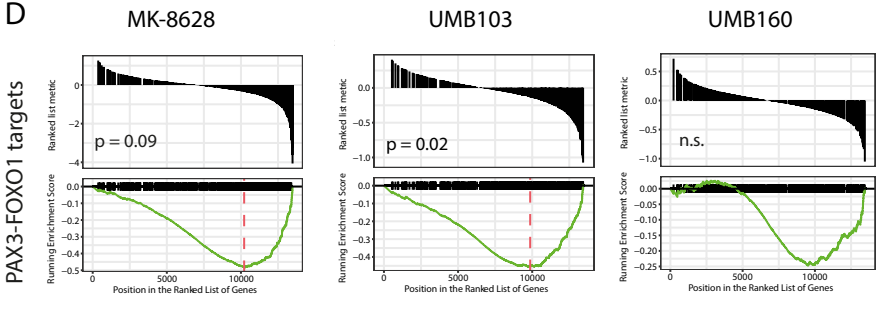 D
MK-8628
UMB103
UMB160
PAX3-FOXO1 targets
Ranked list metric
0
−2
−4
p = 0.09
Running Enrichment Score
0.0
−0.1
−0.2
−0.3
−0.4
−0.5
0
5000
10000
Position in the Ranked List of Genes
Ranked list metric
0.0
−0.5
−1.0
p = 0.02
Running Enrichment Score
0.0
−0.1
−0.2
−0.3
−0.4
0
5000
10000
Position in the Ranked List of Genes
Ranked list metric
0.5
0.0
−0.5
−1.0
n.s.
Running Enrichment Score
0.00
−0.05
−0.10
−0.15
−0.20
−0.25
0
5000
10000
Position in the Ranked List of Genes